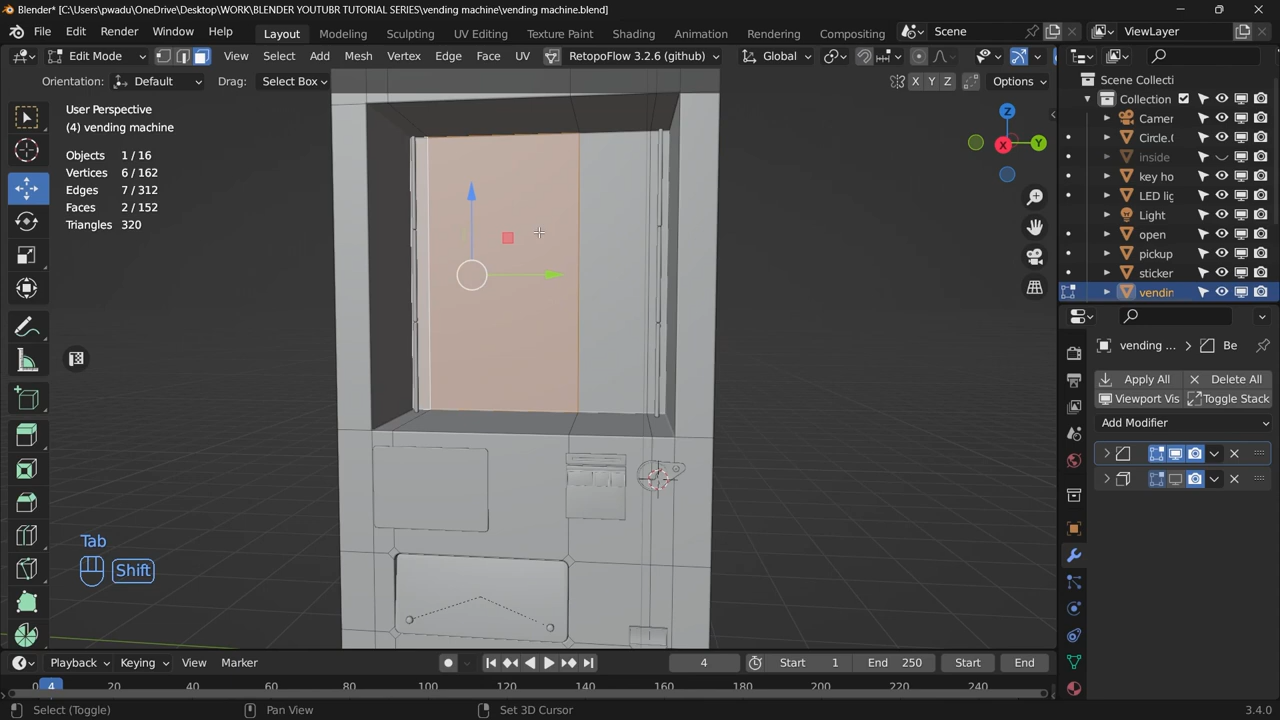 Blender* [C:\Users\pwadu\OneDrive\Desktop\WORK\BLENDER YOUTUBR TUTORIAL SERIES\vending machine\vending machine.blend]
File Edit Render Window Help Layout Modeling Sculpting UV Editing Texture Paint Shading Animation Rendering Compositing Scene ViewLayer
Edit Mode View Select Add Mesh Vertex Edge Face UV RetopoFlow 3.2.6 (github) Global
Orientation: Default Drag: Select Box X Y Z Options
User Perspective
(4) vending machine
Objects 1/16
Vertices 6/162
Edges 7/312
Faces 2/152
Triangles 320
Z
Y
X
Scene Collecti
Collection
Camer
Circle.(
inside
key ho
LED lig
Light
open
pickup
sticker
vendin
vending ... Be
Apply All Delete All
Viewport Vis Toggle Stack
Add Modifier
Tab
Shift
Playback Keying View Marker 4 Start 1 End 250 Start End
0 4 20 40 60 80 100 120 140 160 180 200 220 240
Select (Toggle) Pan View Set 3D Cursor 3.4.0